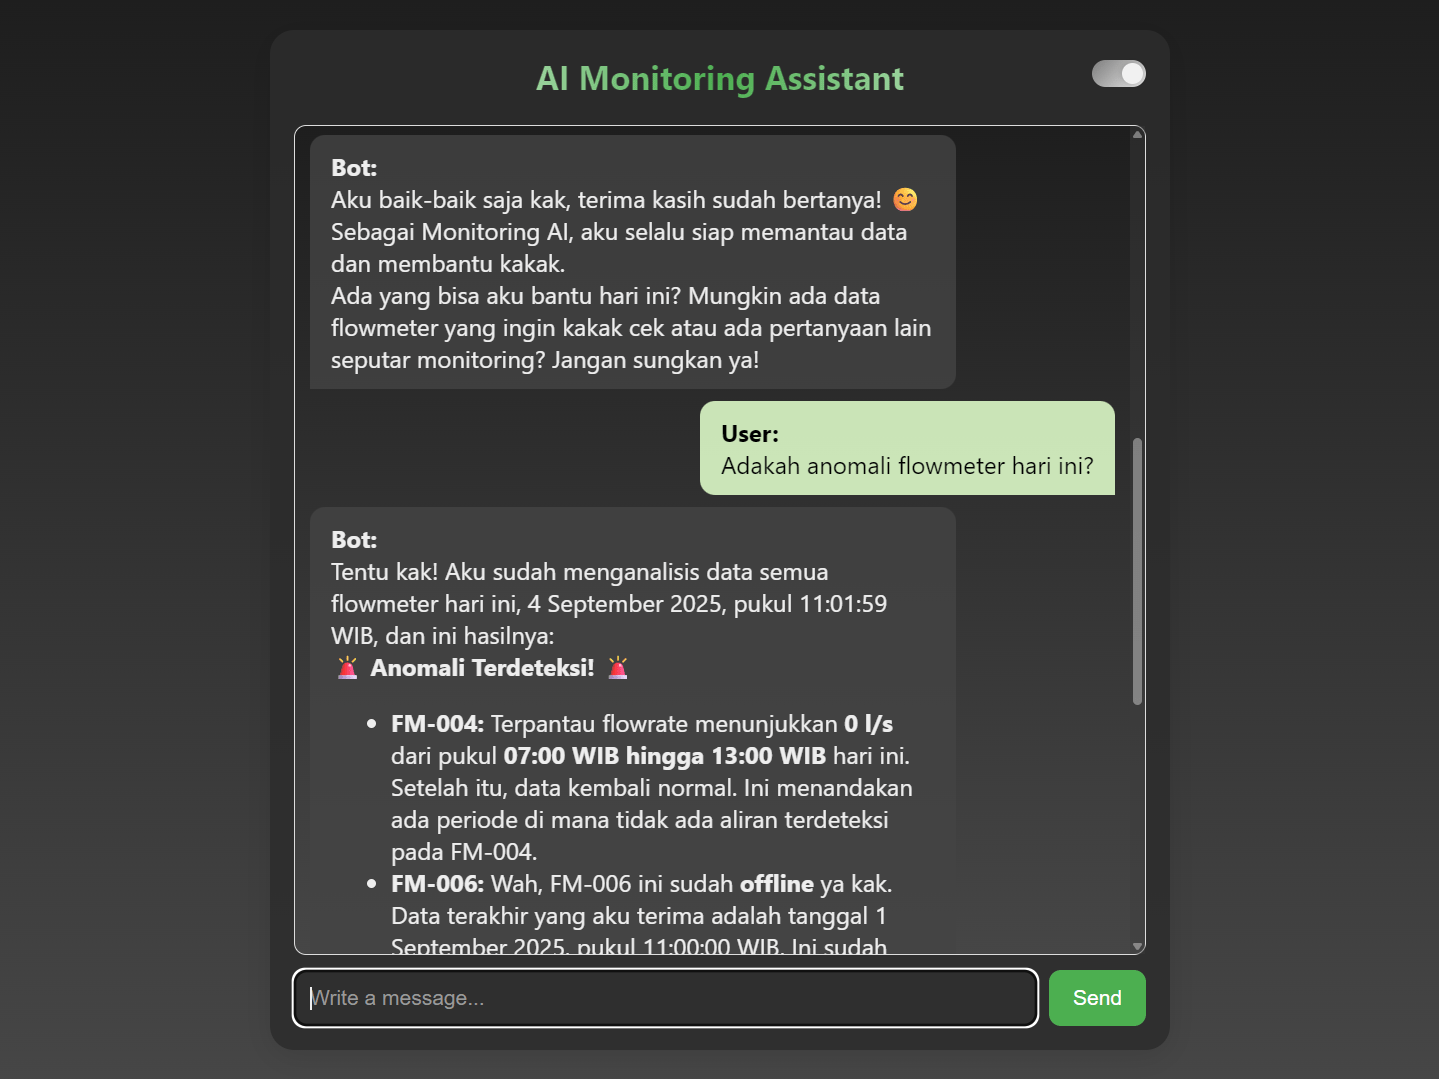 AI Monitoring Assistant
Bot:
Aku baik-baik saja kak, terima kasih sudah bertanya! 😊
Sebagai Monitoring AI, aku selalu siap memantau data
dan membantu kakak.
Ada yang bisa aku bantu hari ini? Mungkin ada data
flowmeter yang ingin kakak cek atau ada pertanyaan lain
seputar monitoring? Jangan sungkan ya!
User:
Adakah anomali flowmeter hari ini?
Bot:
Tentu kak! Aku sudah menganalisis data semua
flowmeter hari ini, 4 September 2025, pukul 11:01:59
WIB, dan ini hasilnya:
🚨 Anomali Terdeteksi! 🚨
• FM-004: Terpantau flowrate menunjukkan 0 l/s
dari pukul 07:00 WIB hingga 13:00 WIB hari ini.
Setelah itu, data kembali normal. Ini menandakan
ada periode di mana tidak ada aliran terdeteksi
pada FM-004.
• FM-006: Wah, FM-006 ini sudah offline ya kak.
Data terakhir yang aku terima adalah tanggal 1
September 2025, pukul 11:00:00 WIB. Ini sudah
Write a message...
Send